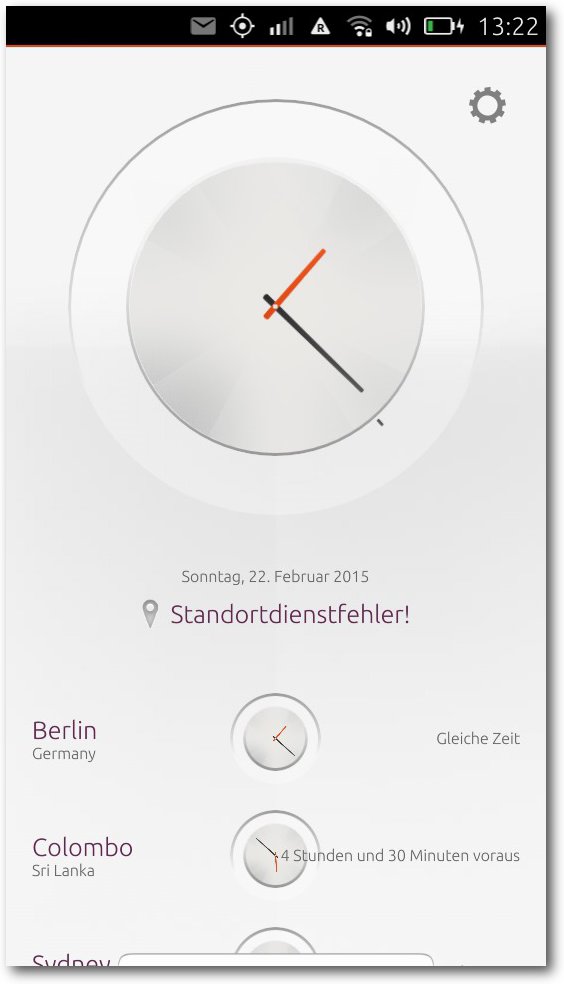 13:22
Sonntag, 22. Februar 2015
Standortdienstfehler!
Berlin
Germany
Gleiche Zeit
Colombo
Sri Lanka
4 Stunden und 30 Minuten voraus
Sydney